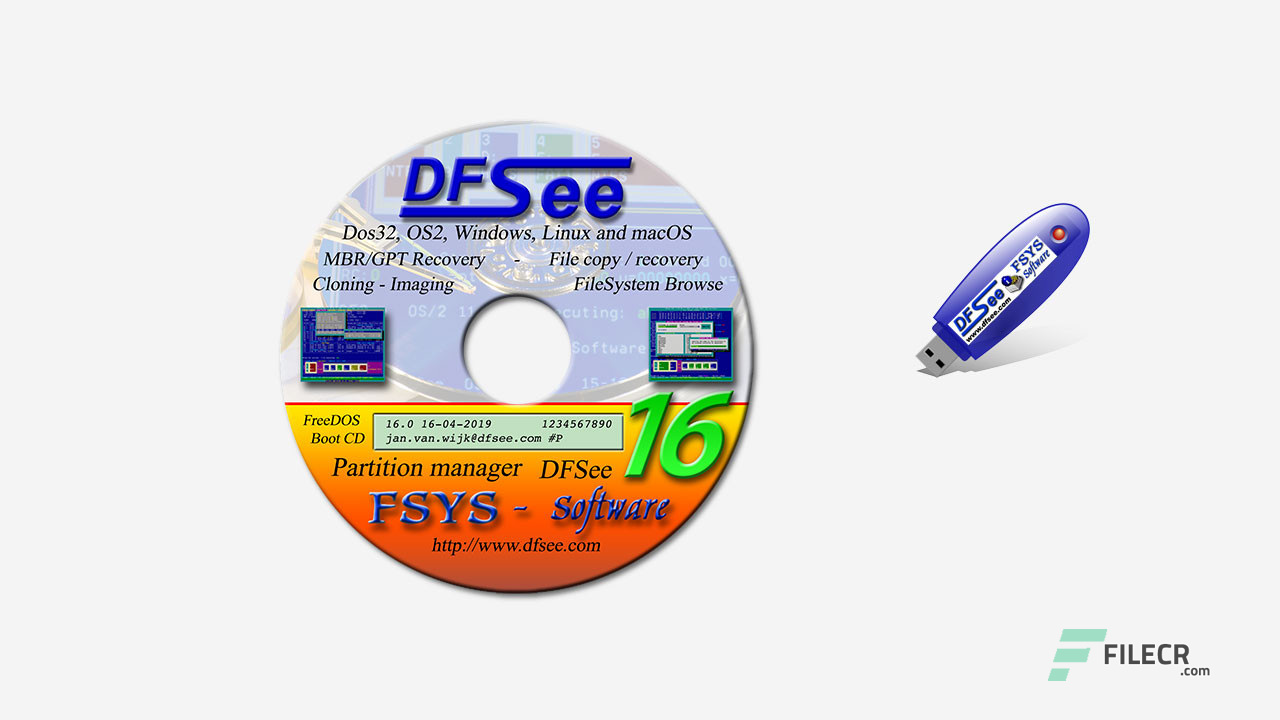 DFSee
Dos32, OS2, Windows, Linux and macOS
MBR/GPT Recovery - File copy / recovery
Cloning - Imaging FileSystem Browse
FreeDOS
Boot CD
16.0 16-04-2019 1234567890
jan.van.wijk@dfsee.com #P
16
Partition manager DFSee
FSYS - Software
http://www.dfsee.com
DFSee
www.dfsee.com
FSYS
Software
FILECR
.com